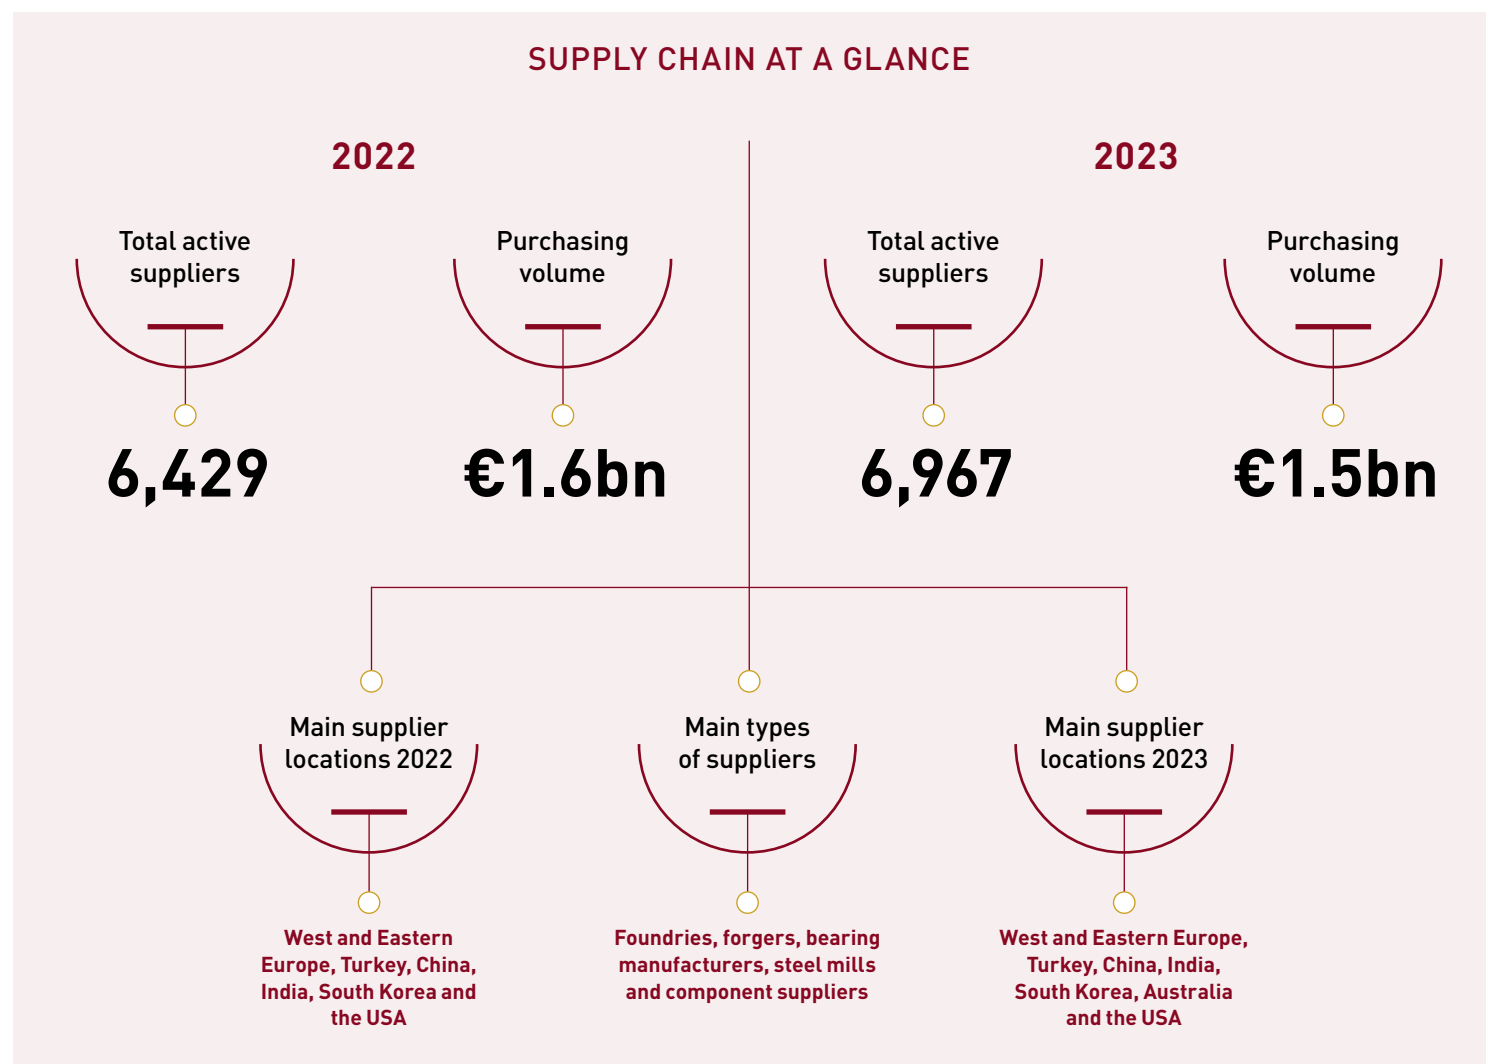 SUPPLY CHAIN AT A GLANCE
2022
Total active
suppliers
6,429
Purchasing
volume
€1.6bn
2023
Total active
suppliers
6,967
Purchasing
volume
€1.5bn
Main supplier
locations 2022
West and Eastern
Europe, Turkey, China,
India, South Korea and
the USA
Main types
of suppliers
Foundries, forgers, bearing
manufacturers, steel mills
and component suppliers
Main supplier
locations 2023
West and Eastern Europe,
Turkey, China, India,
South Korea, Australia
and the USA